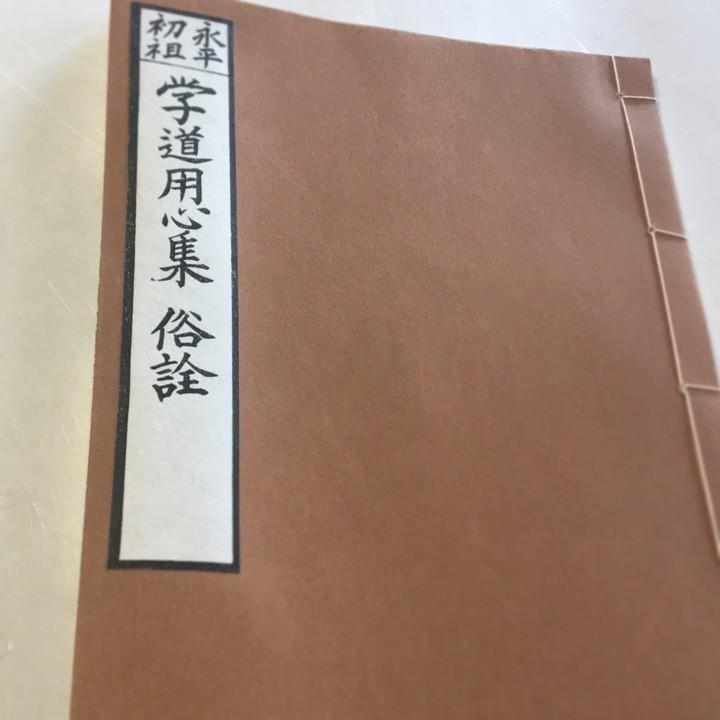 永平
初祖
学道用心集 俗詮